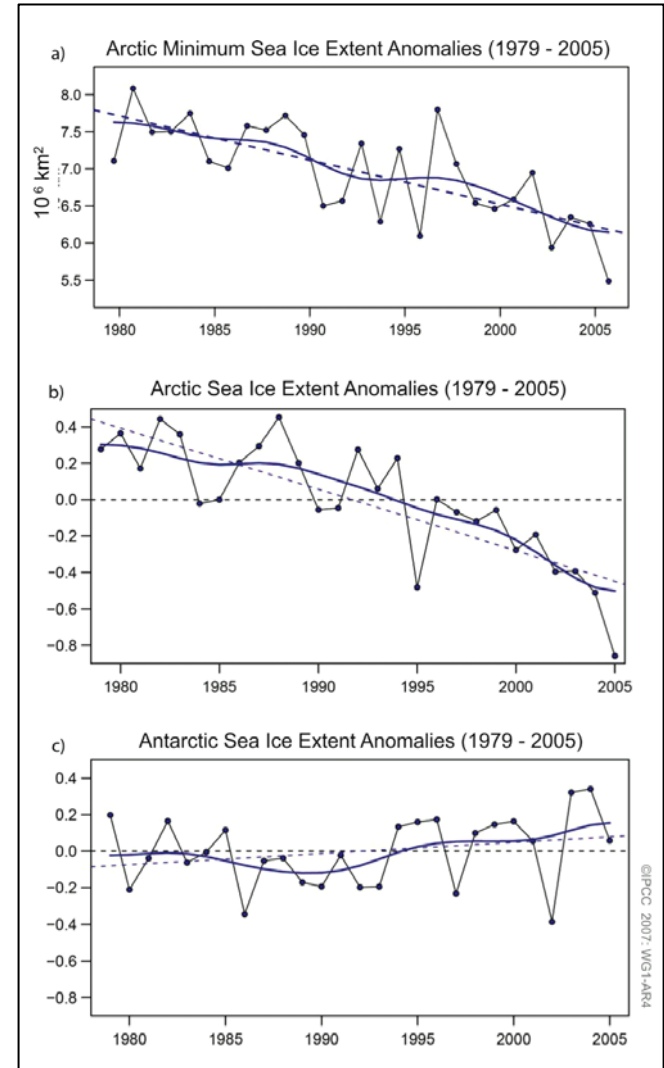 a)
Arctic Minimum Sea Ice Extent Anomalies (1979 - 2005)
8.0
7.5
7.0
6.5
6.0
5.5
10⁶ km²
1980 1985 1990 1995 2000 2005
b)
Arctic Sea Ice Extent Anomalies (1979 - 2005)
0.4
0.2
0.0
−0.2
−0.4
−0.6
−0.8
1980 1985 1990 1995 2000 2005
c)
Antarctic Sea Ice Extent Anomalies (1979 - 2005)
0.4
0.2
0.0
−0.2
−0.4
−0.6
−0.8
1980 1985 1990 1995 2000 2005
©IPCC 2007: WG1-AR4